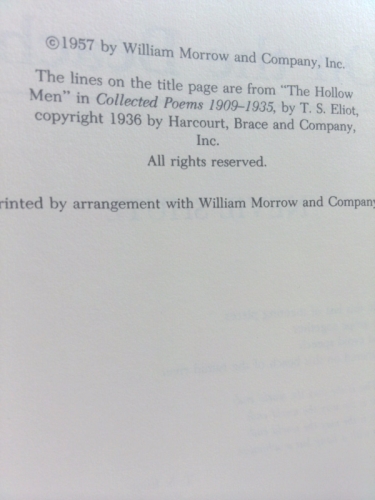 ©1957 by William Morrow and Company, Inc.
The lines on the title page are from "The Hollow
Men" in Collected Poems 1909–1935, by T. S. Eliot,
copyright 1936 by Harcourt, Brace and Company,
Inc.
All rights reserved.
rinted by arrangement with William Morrow and Company